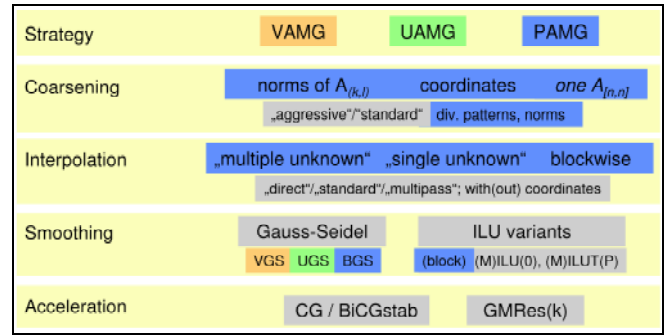 Strategy VAMG UAMG PAMG
Coarsening norms of A(k,l) coordinates one A[n,n]
„aggressive“/“standard“ div. patterns, norms
Interpolation „multiple unknown“ „single unknown“ blockwise
„direct“/„standard“/„multipass“; with(out) coordinates
Smoothing Gauss-Seidel ILU variants
VGS UGS BGS (block) (M)ILU(0), (M)ILUT(P)
Acceleration CG / BiCGstab GMRes(k)